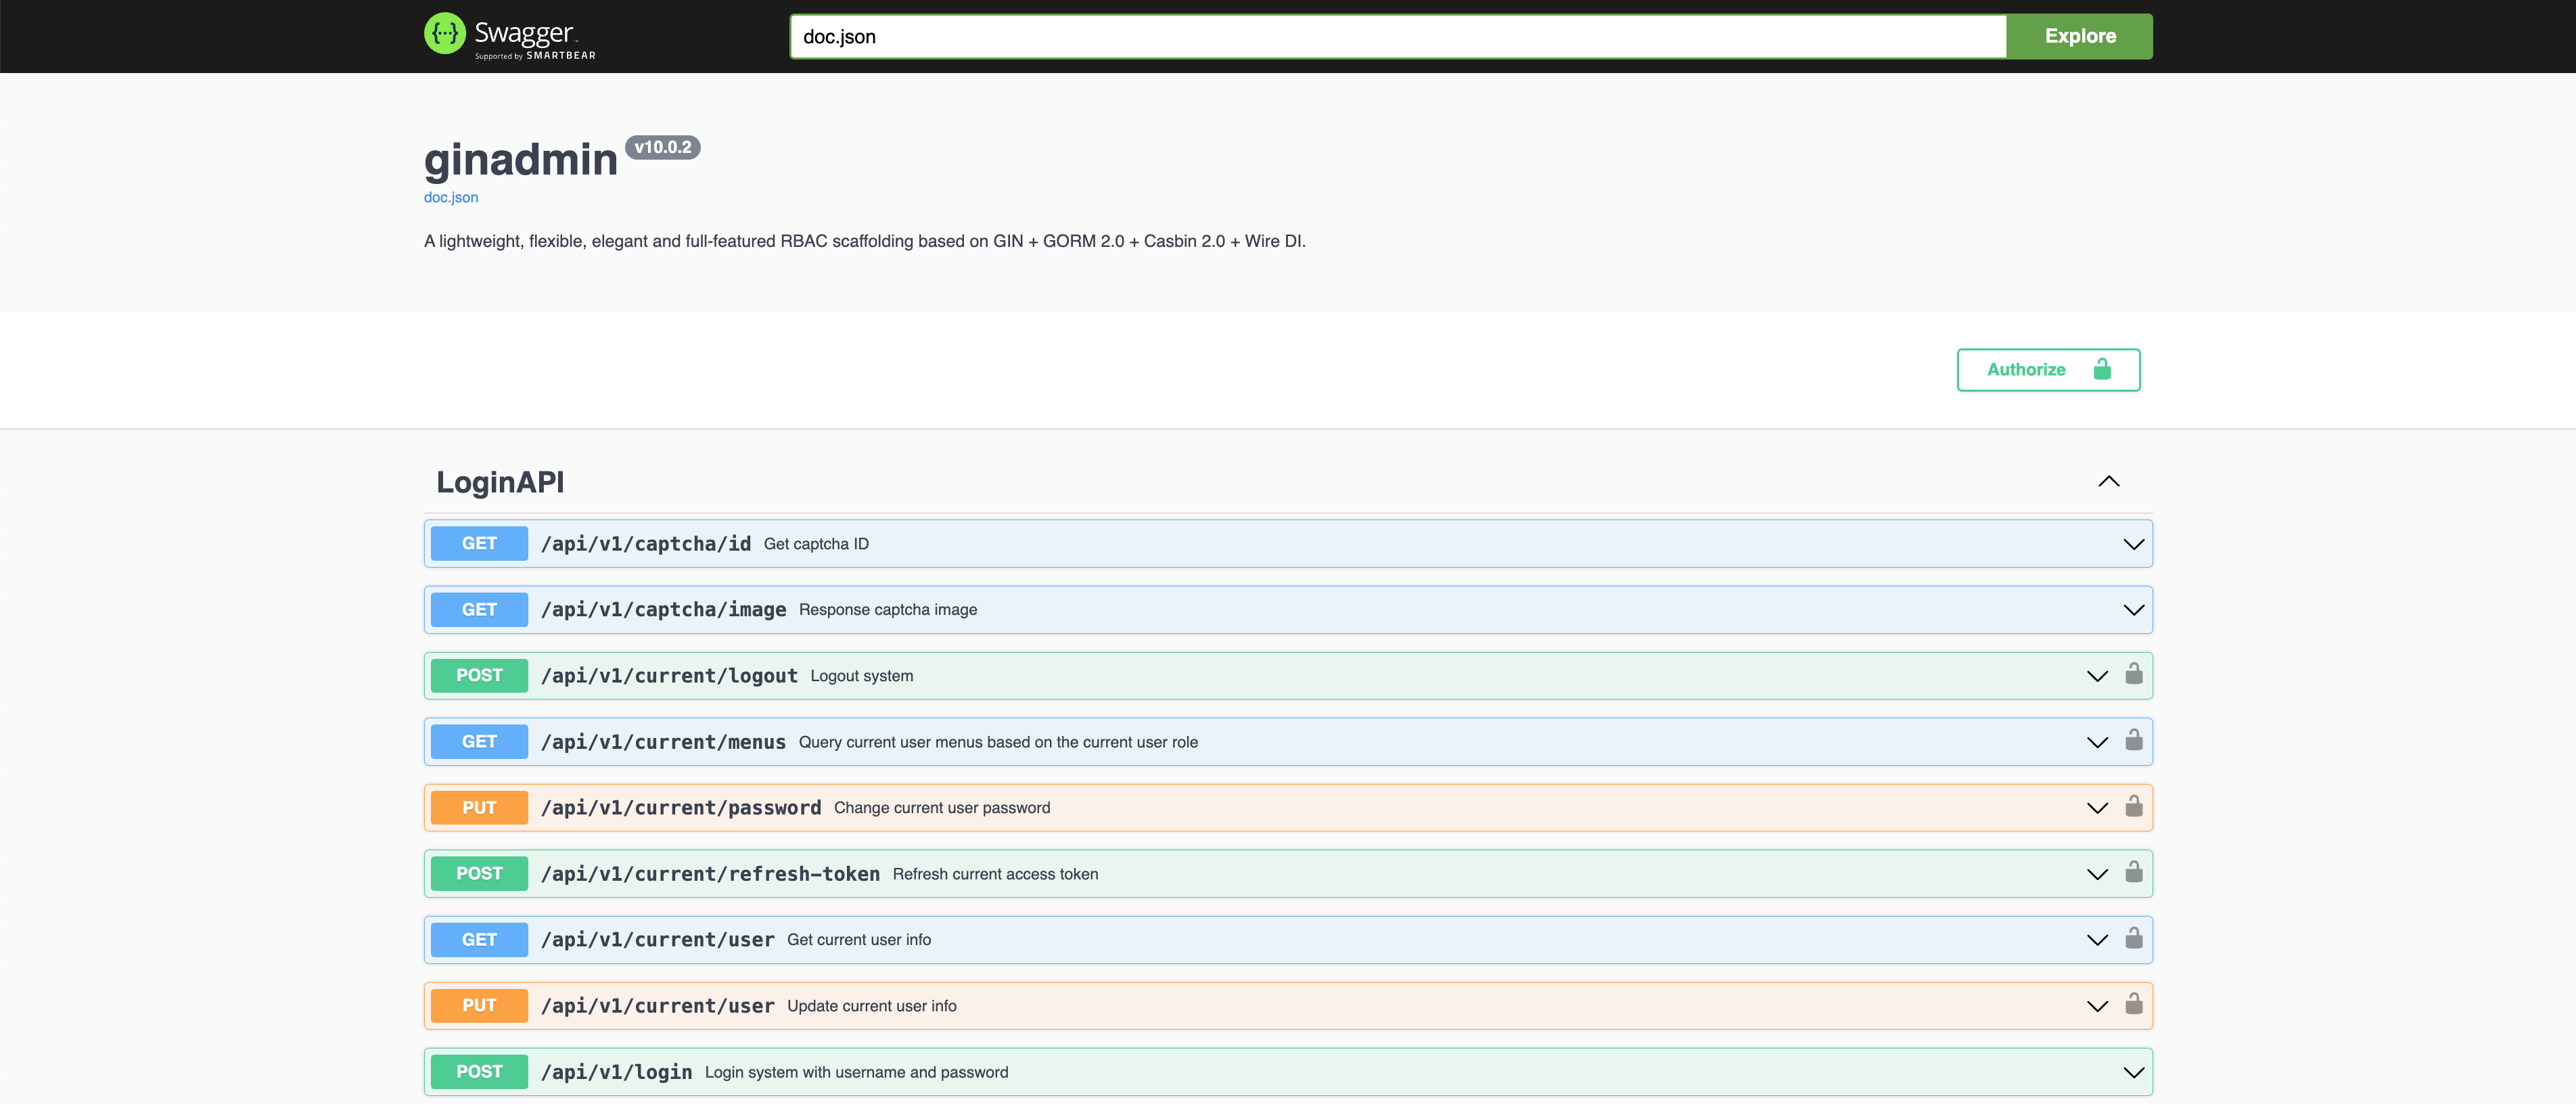 Swagger™
Supported by SMARTBEAR
doc.json
Explore
ginadmin v10.0.2
doc.json
A lightweight, flexible, elegant and full-featured RBAC scaffolding based on GIN + GORM 2.0 + Casbin 2.0 + Wire DI.
Authorize
LoginAPI
GET /api/v1/captcha/id Get captcha ID
GET /api/v1/captcha/image Response captcha image
POST /api/v1/current/logout Logout system
GET /api/v1/current/menus Query current user menus based on the current user role
PUT /api/v1/current/password Change current user password
POST /api/v1/current/refresh-token Refresh current access token
GET /api/v1/current/user Get current user info
PUT /api/v1/current/user Update current user info
POST /api/v1/login Login system with username and password